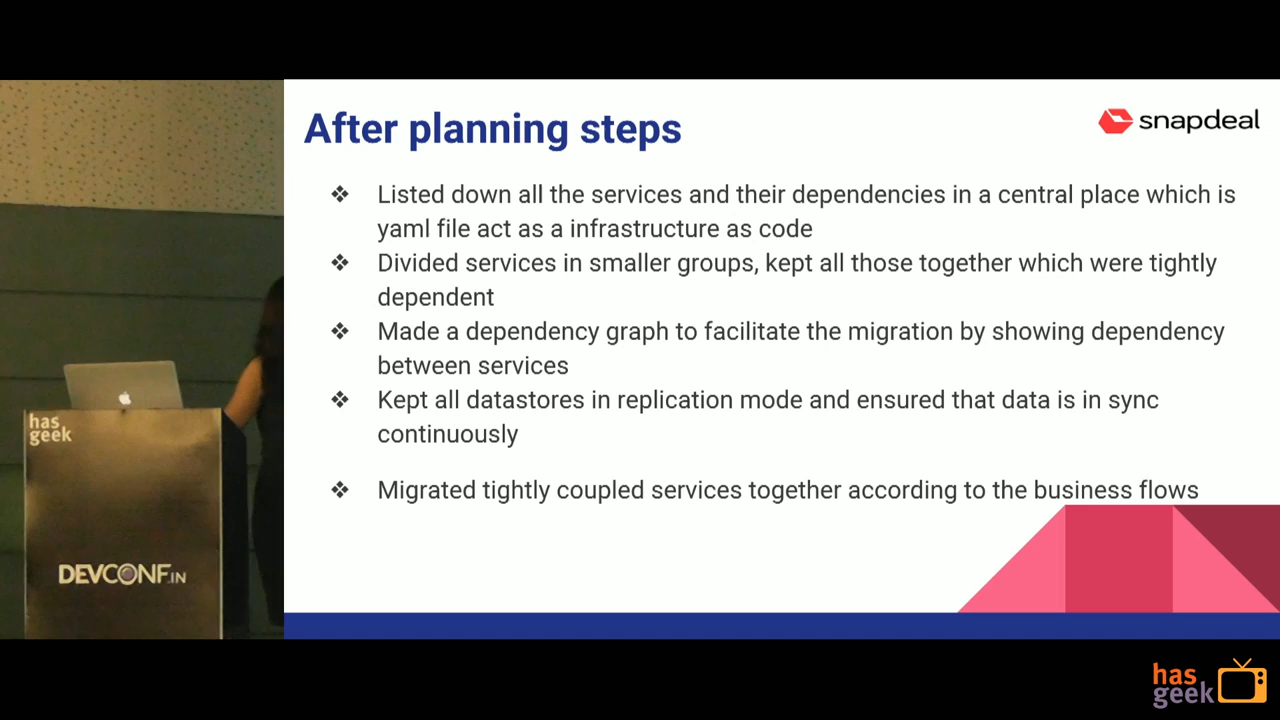 After planning steps
snapdeal
❖ Listed down all the services and their dependencies in a central place which is
yaml file act as a infrastructure as code
❖ Divided services in smaller groups, kept all those together which were tightly
dependent
❖ Made a dependency graph to facilitate the migration by showing dependency
between services
❖ Kept all datastores in replication mode and ensured that data is in sync
continuously
❖ Migrated tightly coupled services together according to the business flows
has
geek
DEVCONF.IN
has
geek